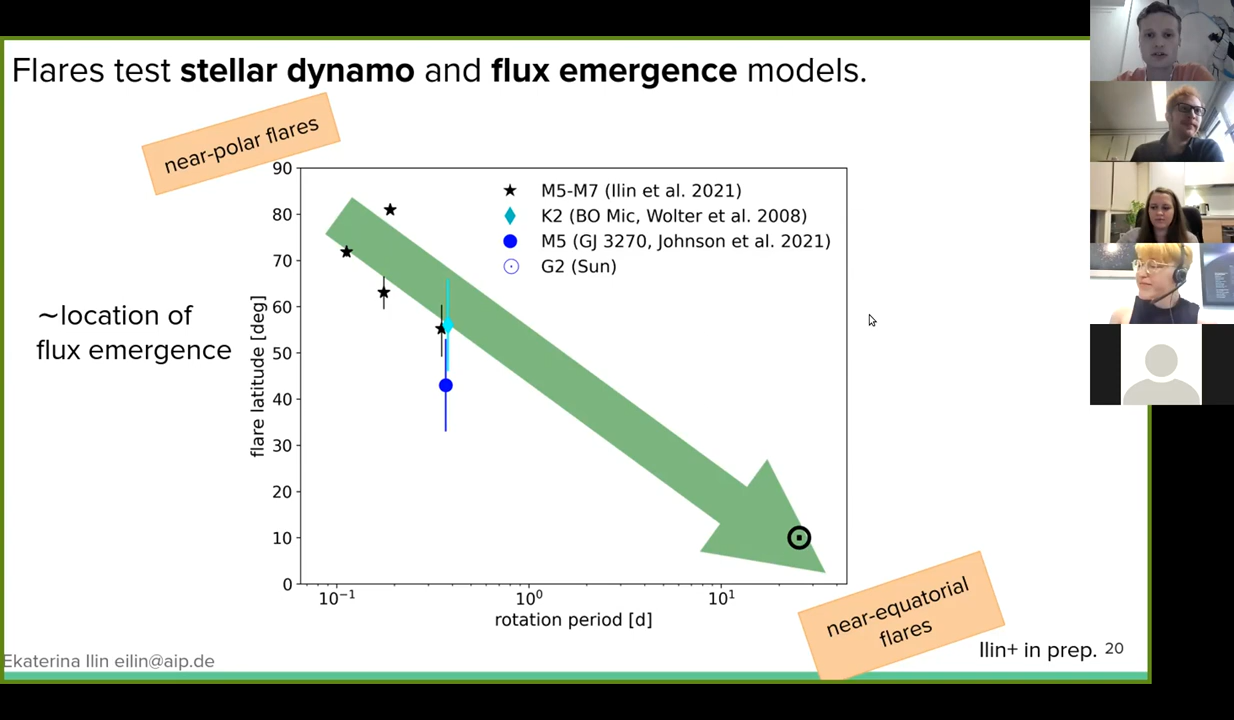 Flares test stellar dynamo and flux emergence models.
near-polar flares
90
80
70
60
50
40
30
20
10
0
flare latitude [deg]
M5-M7 (Ilin et al. 2021)
K2 (BO Mic, Wolter et al. 2008)
M5 (GJ 3270, Johnson et al. 2021)
G2 (Sun)
~location of
flux emergence
10⁻¹
10⁰
10¹
rotation period [d]
near-equatorial
flares
Ilin+ in prep. 20
Ekaterina Ilin eilin@aip.de